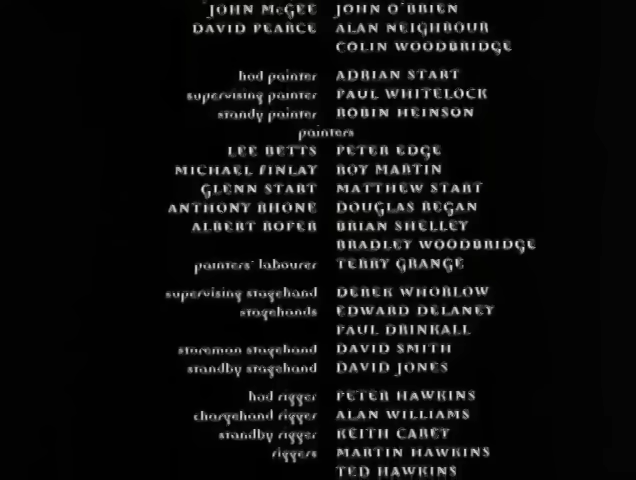 JOHN McGEE JOHN O'BRIEN
DAVID PEARCE ALAN NEIGHBOUR
COLIN WOODBRIDGE
hod painter ADRIAN START
supervising painter PAUL WHITELOCK
standy painter ROBIN HEINSON
painters
LEE BETTS PETER EDGE
MICHAEL FINLAY ROY MARTIN
GLENN START MATTHEW START
ANTHONY RHONE DOUGLAS REGAN
ALBERT ROPER BRIAN SHELLEY
BRADLEY WOODBRIDGE
painters' labourer TERRY GRANGE
supervising stagehand DEREK WHORLOW
stagehands EDWARD DELANEY
PAUL DRINKALL
storeman stagehand DAVID SMITH
standby stagehand DAVID JONES
hod rigger PETER HAWKINS
chargehand rigger ALAN WILLIAMS
standby rigger KEITH CAREY
riggers MARTIN HAWKINS
TED HAWKINS